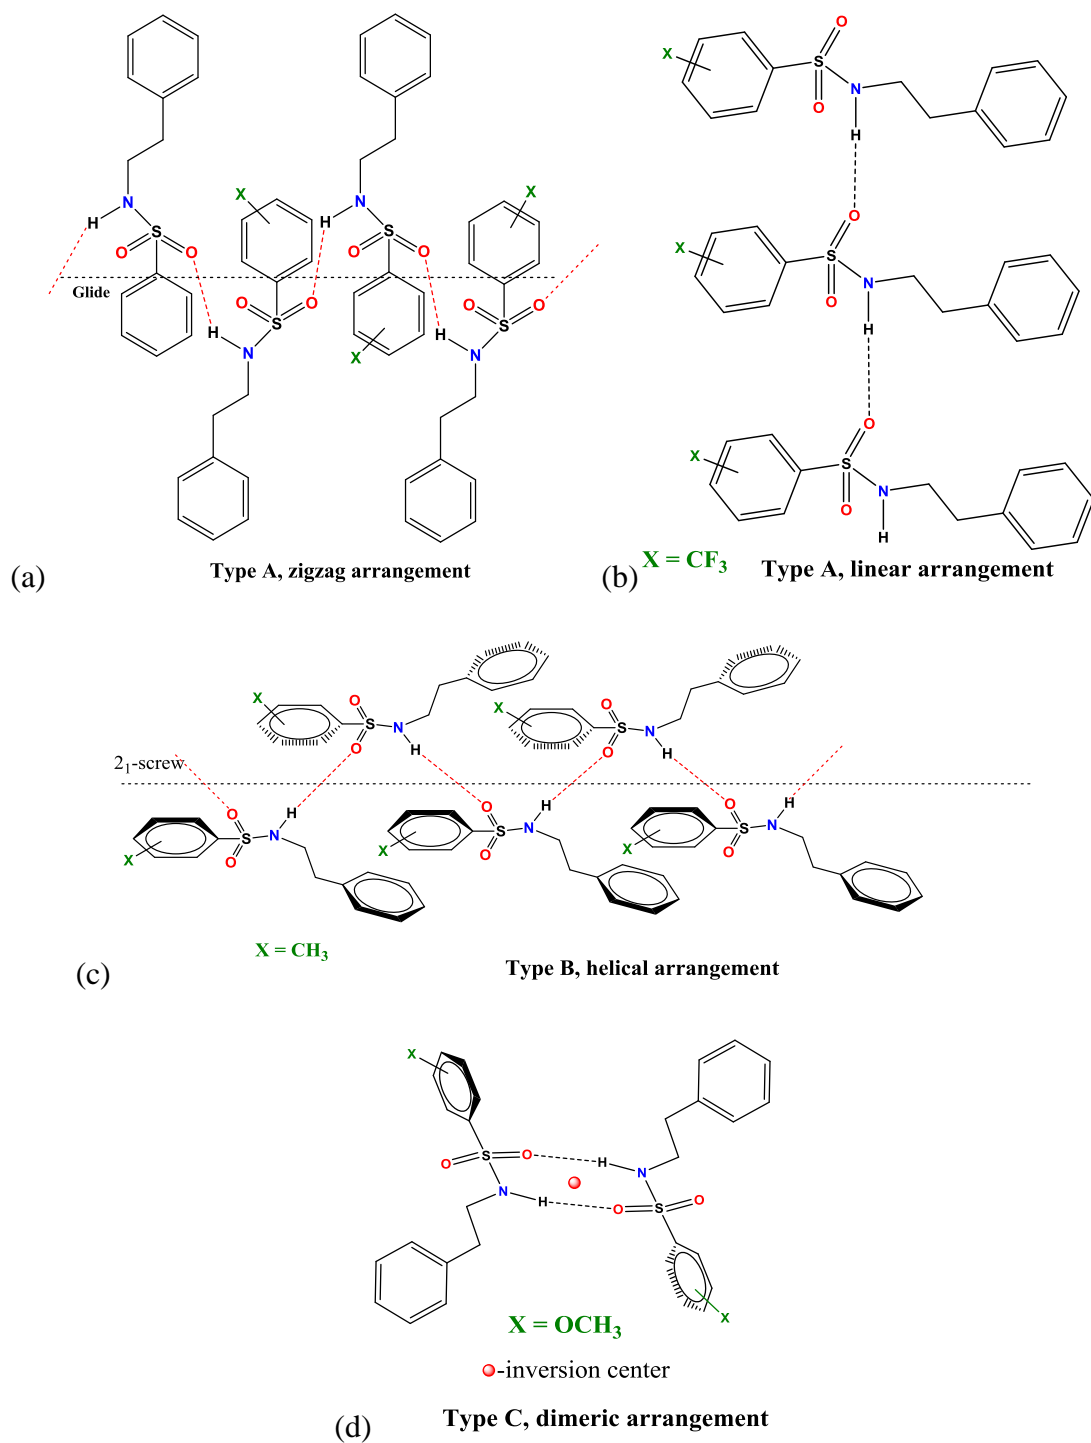 X
O
S
O
N
H
X
X
N
H
O
S
O
H
N
S
O
O
H
N
S
O
O
X
O
O
S
N
H
Glide
O
S
O
H
N
X
O
S
O
H
N
X
O
S
O
N
H
(a) Type A, zigzag arrangement
(b) X = CF₃ Type A, linear arrangement
X
O
S
N
O
H
X
O
S
N
O
H
2₁-screw
O
H
S
N
O
X
O
H
S
N
O
X
O
H
S
N
O
X
X = CH₃
(c) Type B, helical arrangement
X
O
S
O
H
N
N
H
O
S
O
X
X = OCH₃
-inversion center
(d) Type C, dimeric arrangement